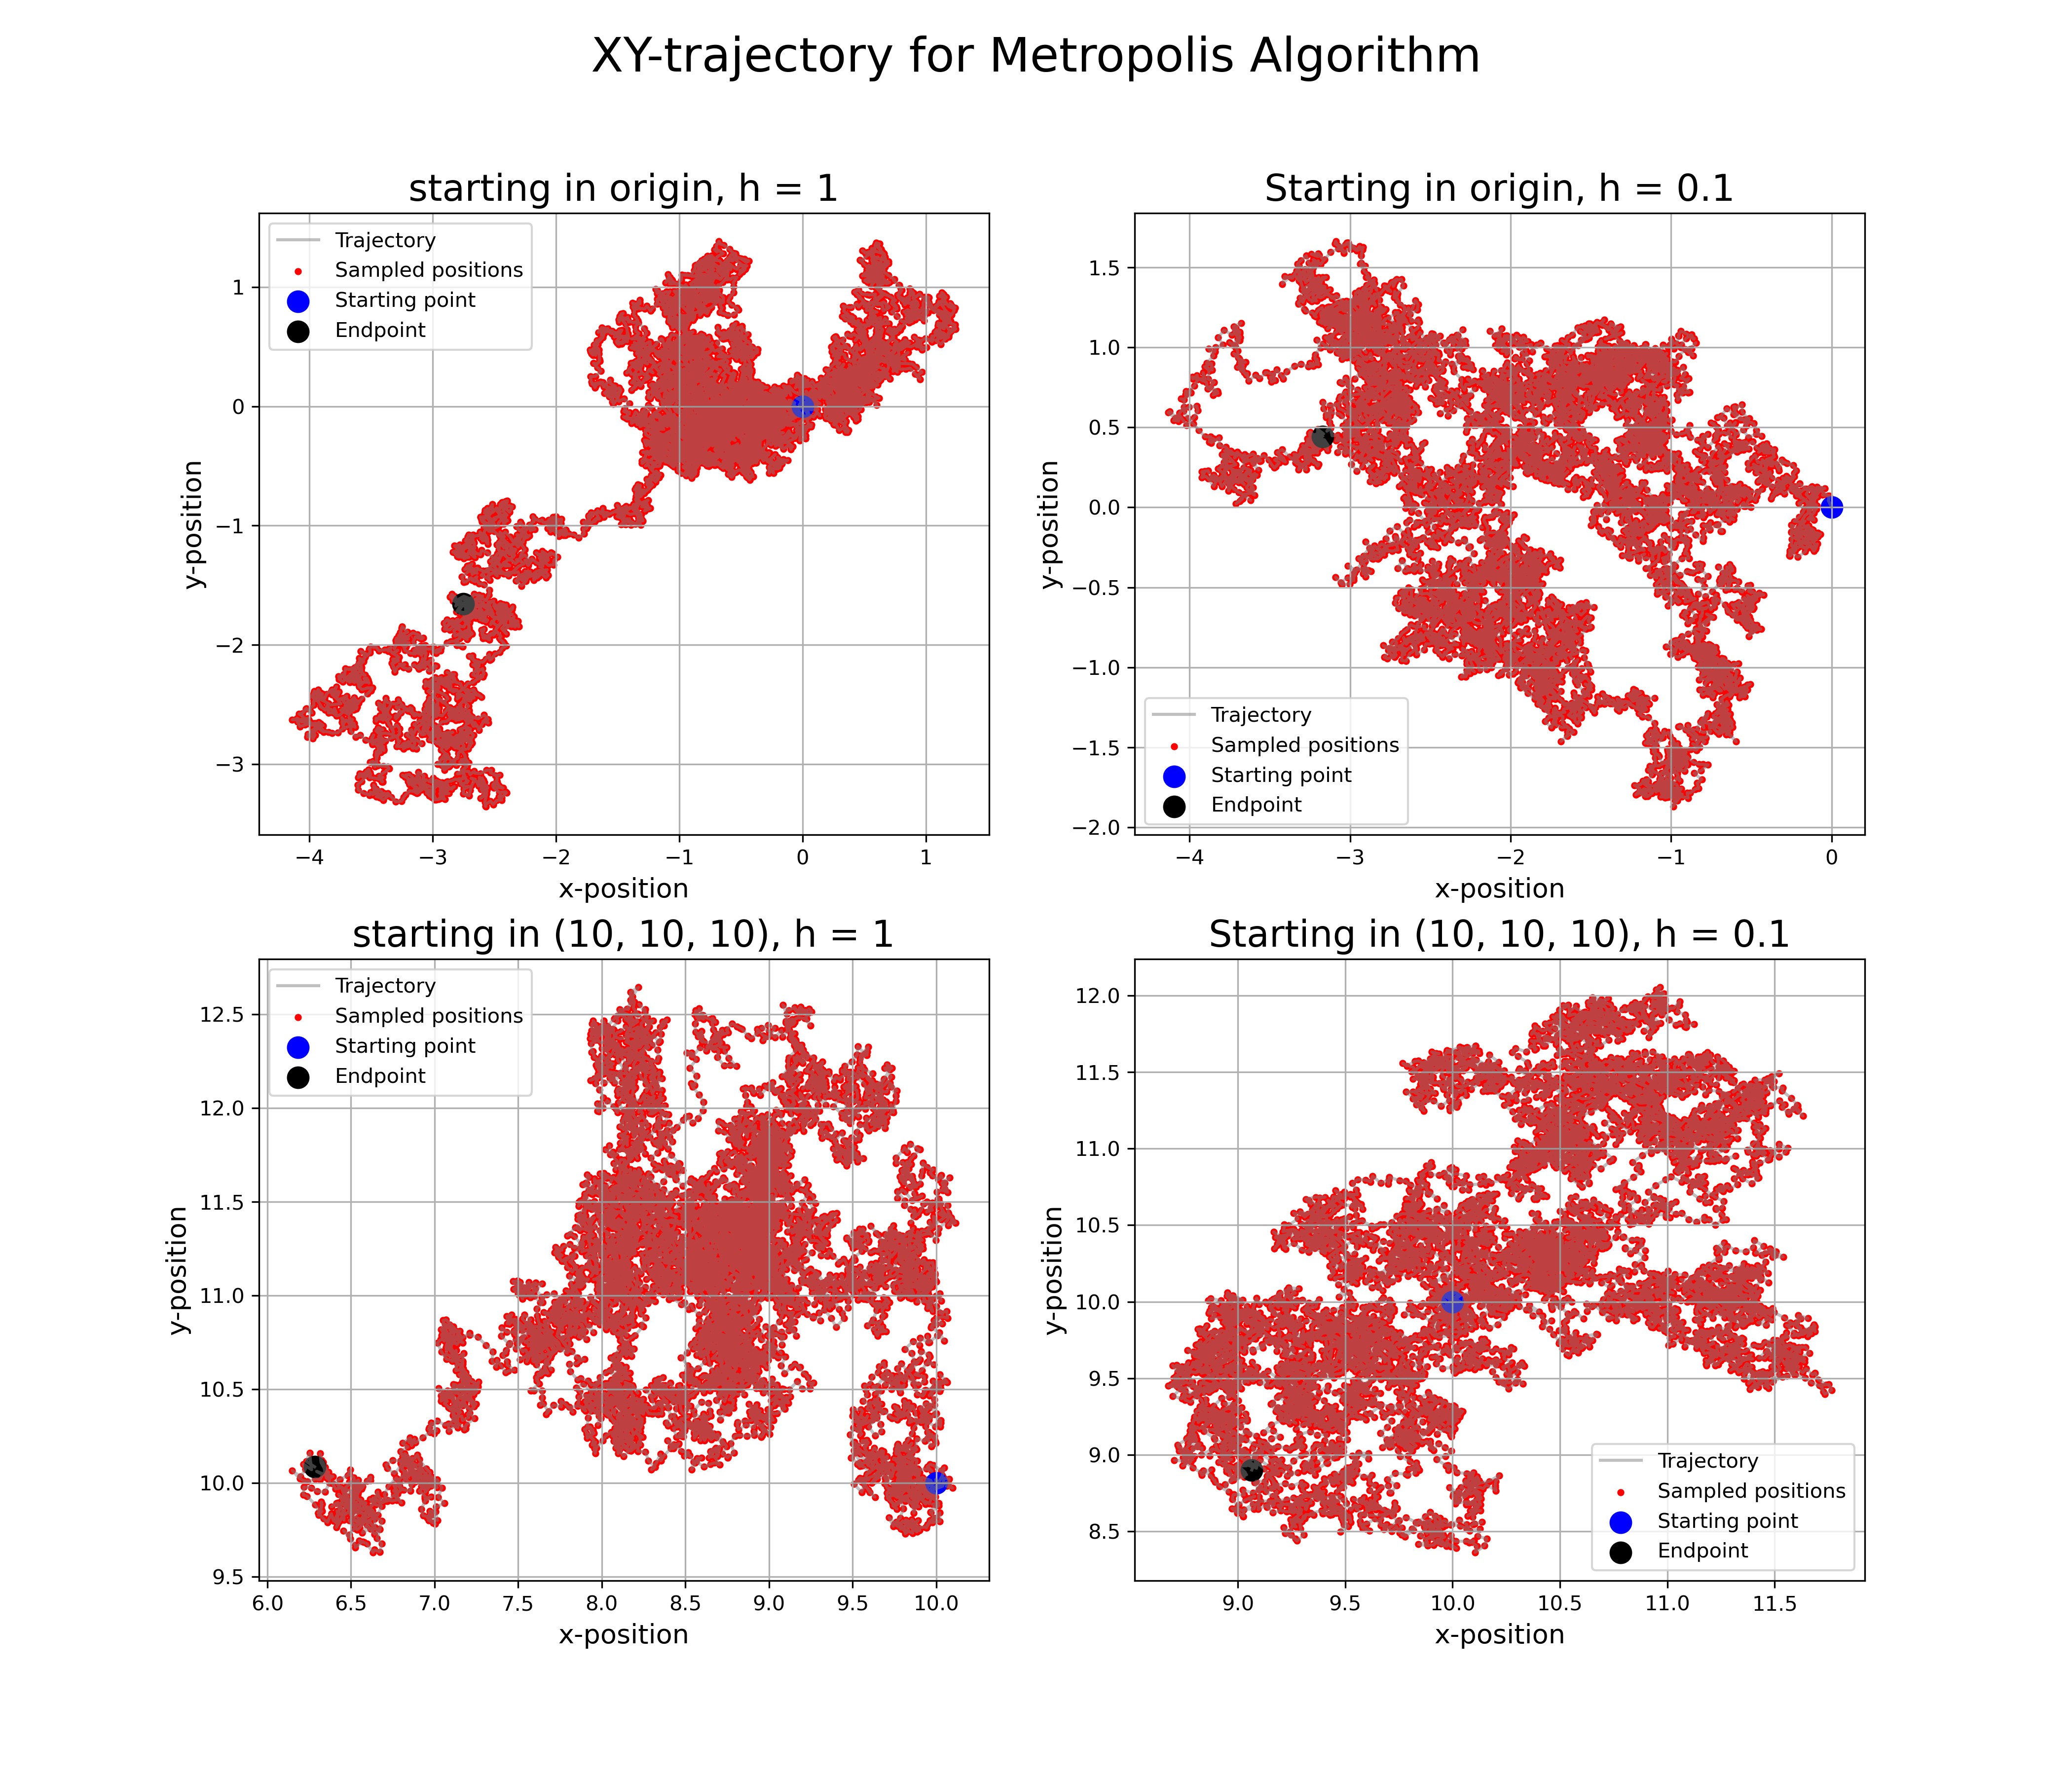 XY-trajectory for Metropolis Algorithm
starting in origin, h = 1
Trajectory
Sampled positions
Starting point
Endpoint
1
0
−1
−2
−3
y-position
−4 −3 −2 −1 0 1
x-position
Starting in origin, h = 0.1
1.5
1.0
0.5
0.0
−0.5
−1.0
−1.5
−2.0
y-position
Trajectory
Sampled positions
Starting point
Endpoint
−4 −3 −2 −1 0
x-position
starting in (10, 10, 10), h = 1
Trajectory
Sampled positions
Starting point
Endpoint
12.5
12.0
11.5
11.0
10.5
10.0
9.5
y-position
6.0 6.5 7.0 7.5 8.0 8.5 9.0 9.5 10.0
x-position
Starting in (10, 10, 10), h = 0.1
12.0
11.5
11.0
10.5
10.0
9.5
9.0
8.5
y-position
Trajectory
Sampled positions
Starting point
Endpoint
9.0 9.5 10.0 10.5 11.0 11.5
x-position